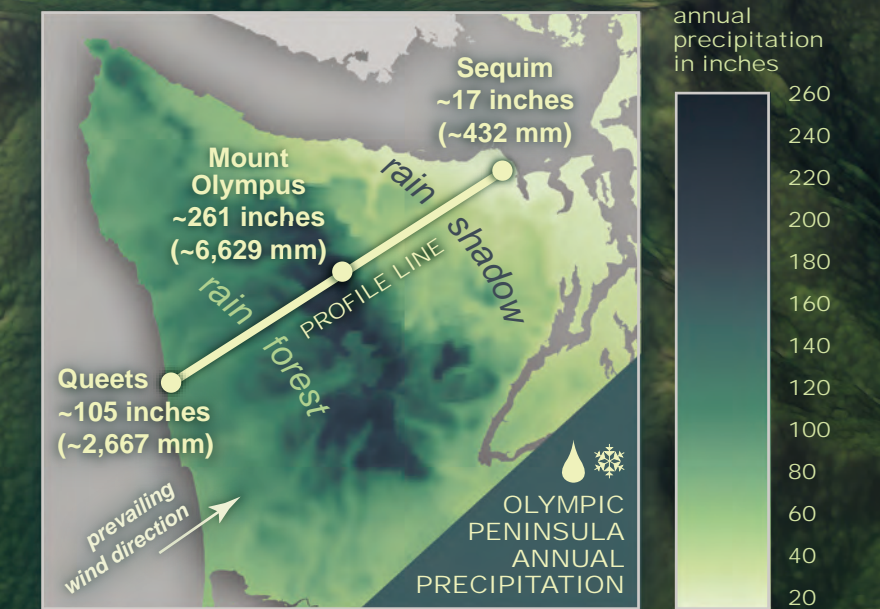 annual
precipitation
in inches
Sequim
~17 inches
(~432 mm)
Mount
Olympus
~261 inches
(~6,629 mm)
rain
shadow
PROFILE LINE
rain
forest
Queets
~105 inches
(~2,667 mm)
prevailing
wind direction
OLYMPIC
PENINSULA
ANNUAL
PRECIPITATION
260
240
220
200
180
160
140
120
100
80
60
40
20